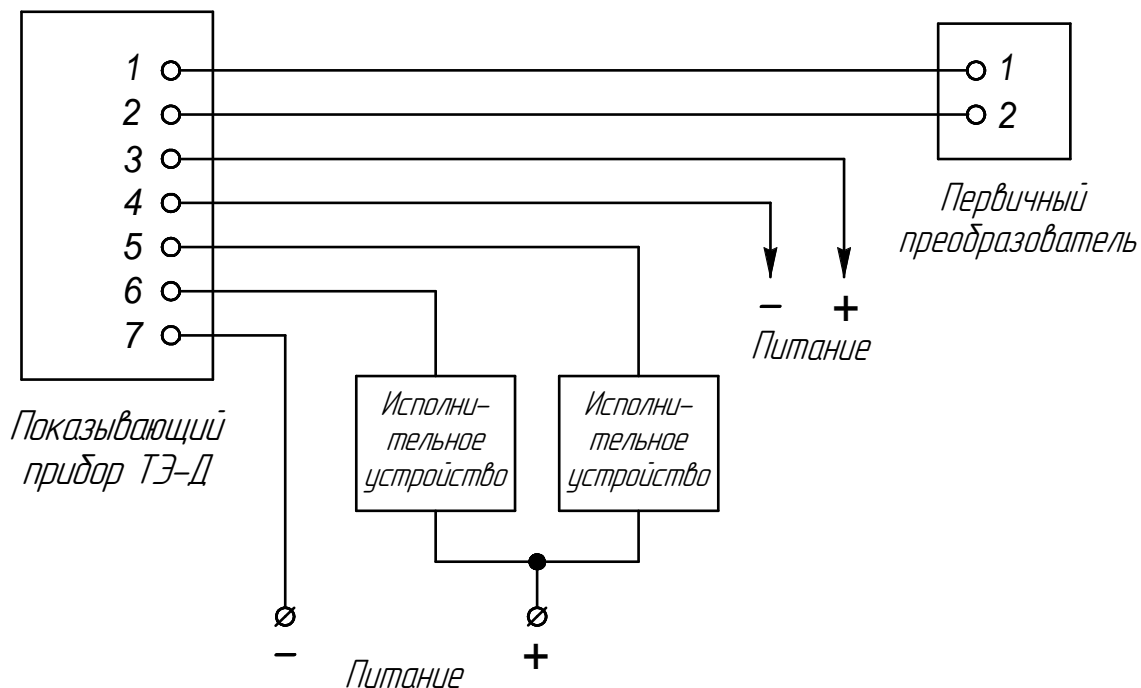 1
2
3
4
5
6
7
1
2
Первичный
преобразователь
– +
Питание
Показывающий
прибор ТЭ-Д
Исполни-
тельное
устройство
Исполни-
тельное
устройство
– +
Питание